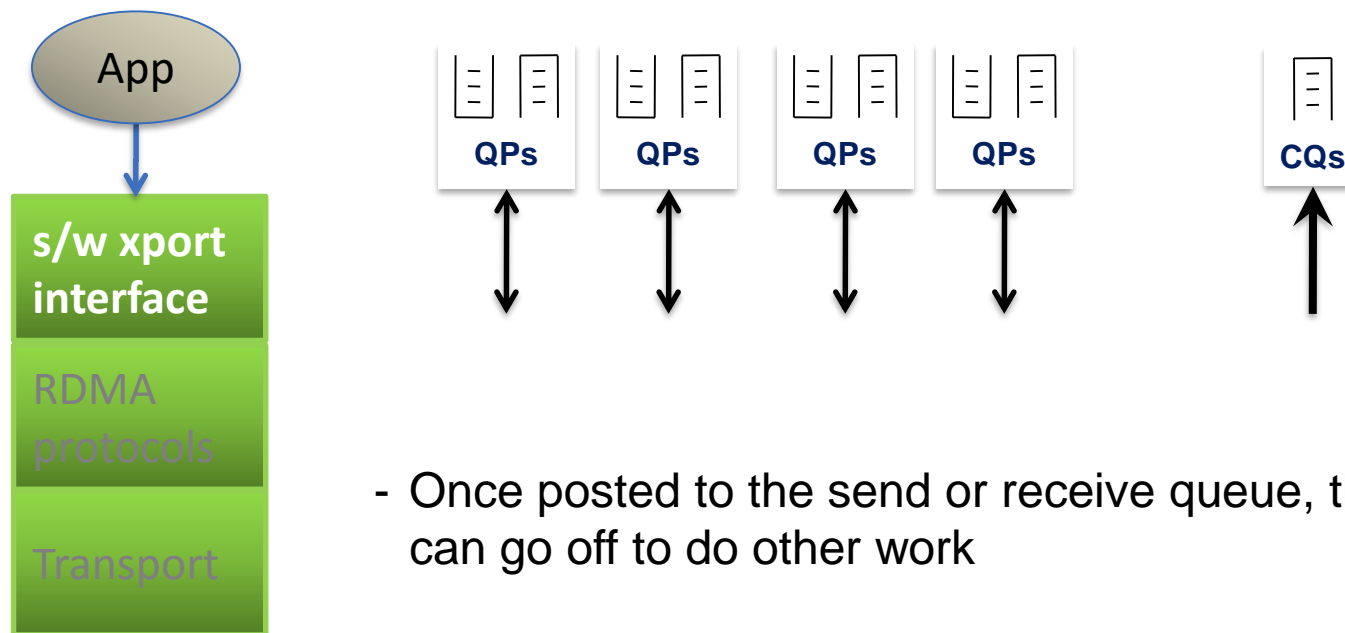 App
s/w xport
interface
RDMA
protocols
Transport
QPs
QPs
QPs
QPs
CQs
- Once posted to the send or receive queue, t
can go off to do other work